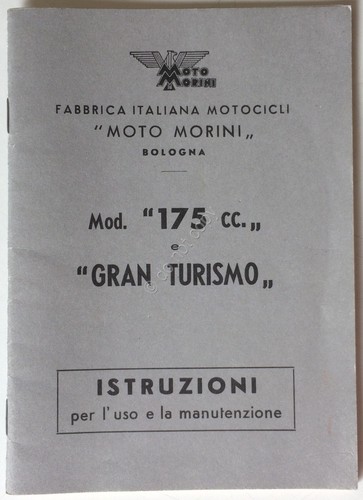 MOTO
MORINI
FABBRICA ITALIANA MOTOCICLI
"MOTO MORINI„
BOLOGNA
Mod. "175 CC.„
e
"GRAN TURISMO„
ISTRUZIONI
per l'uso e la manutenzione